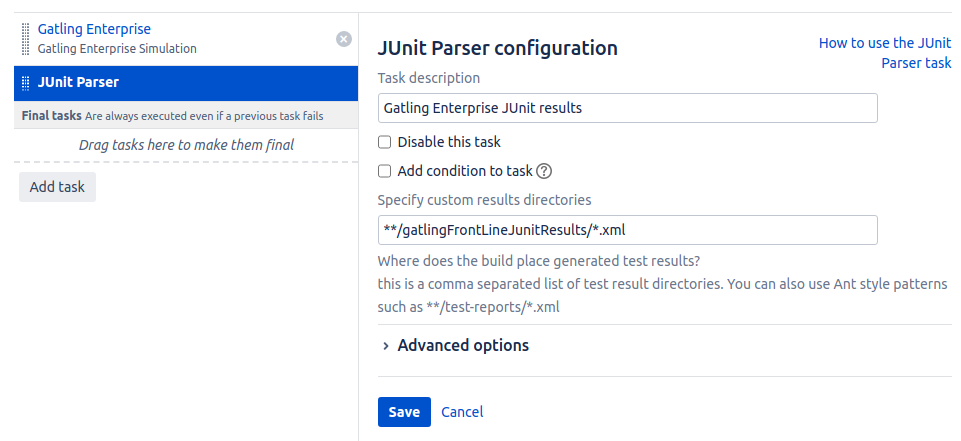 Gatling Enterprise
Gatling Enterprise Simulation
JUnit Parser
Final tasks Are always executed even if a previous task fails
Drag tasks here to make them final
Add task
JUnit Parser configuration
How to use the JUnit
Parser task
Task description
Gatling Enterprise JUnit results
Disable this task
Add condition to task ?
Specify custom results directories
**/gatlingFrontLineJunitResults/*.xml
Where does the build place generated test results?
this is a comma separated list of test result directories. You can also use Ant style patterns
such as **/test-reports/*.xml
Advanced options
Save Cancel